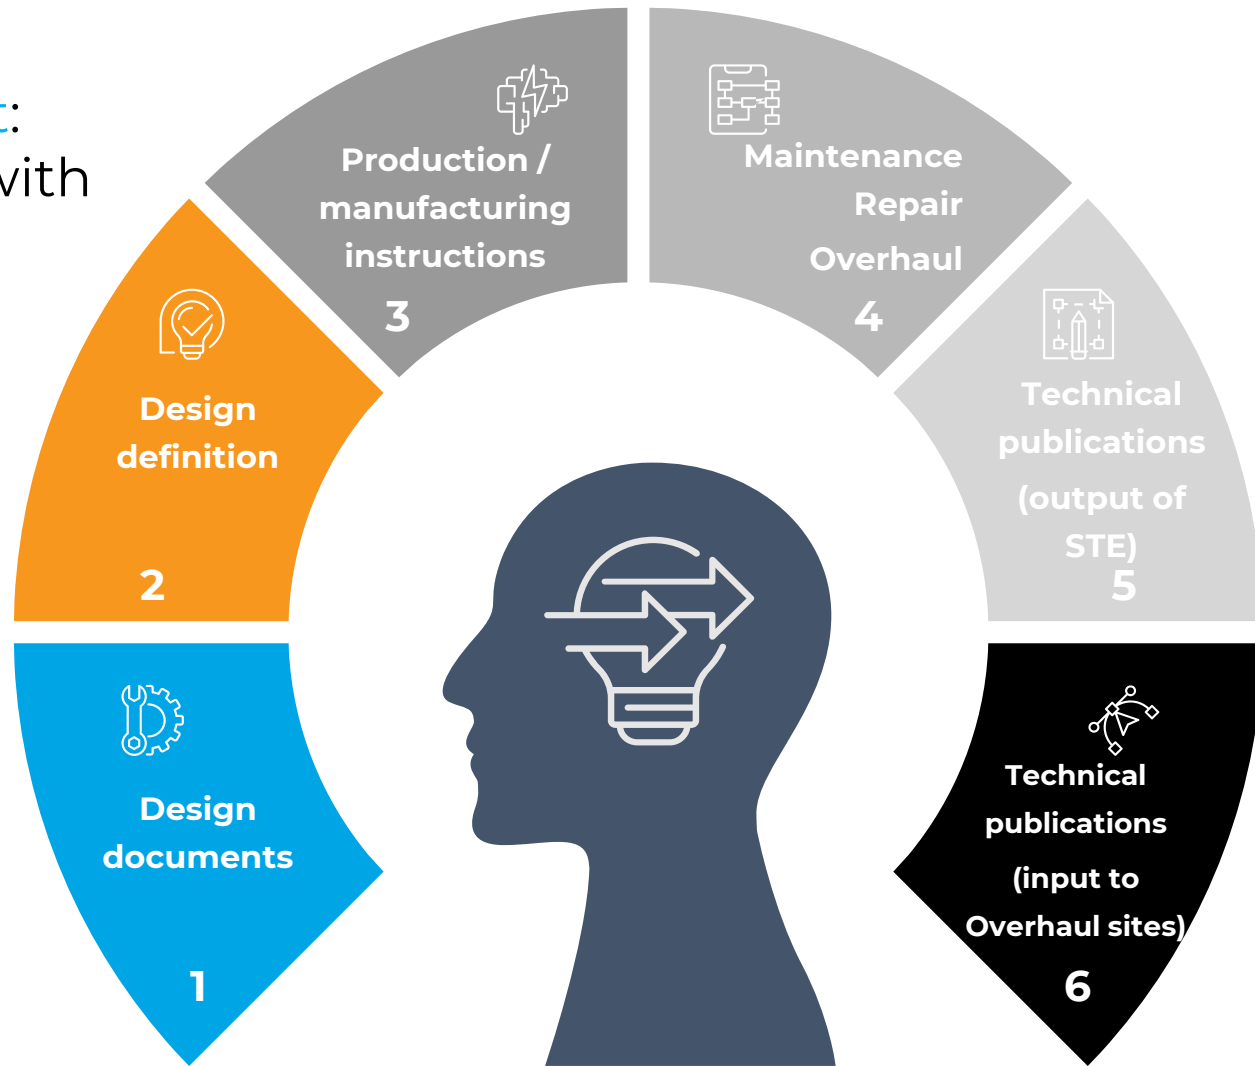 t:
with
Production /
manufacturing
instructions
3
Maintenance
Repair
Overhaul
4
Design
definition
2
Technical
publications
(output of
STE)
5
Design
documents
1
Technical
publications
(input to
Overhaul sites)
6